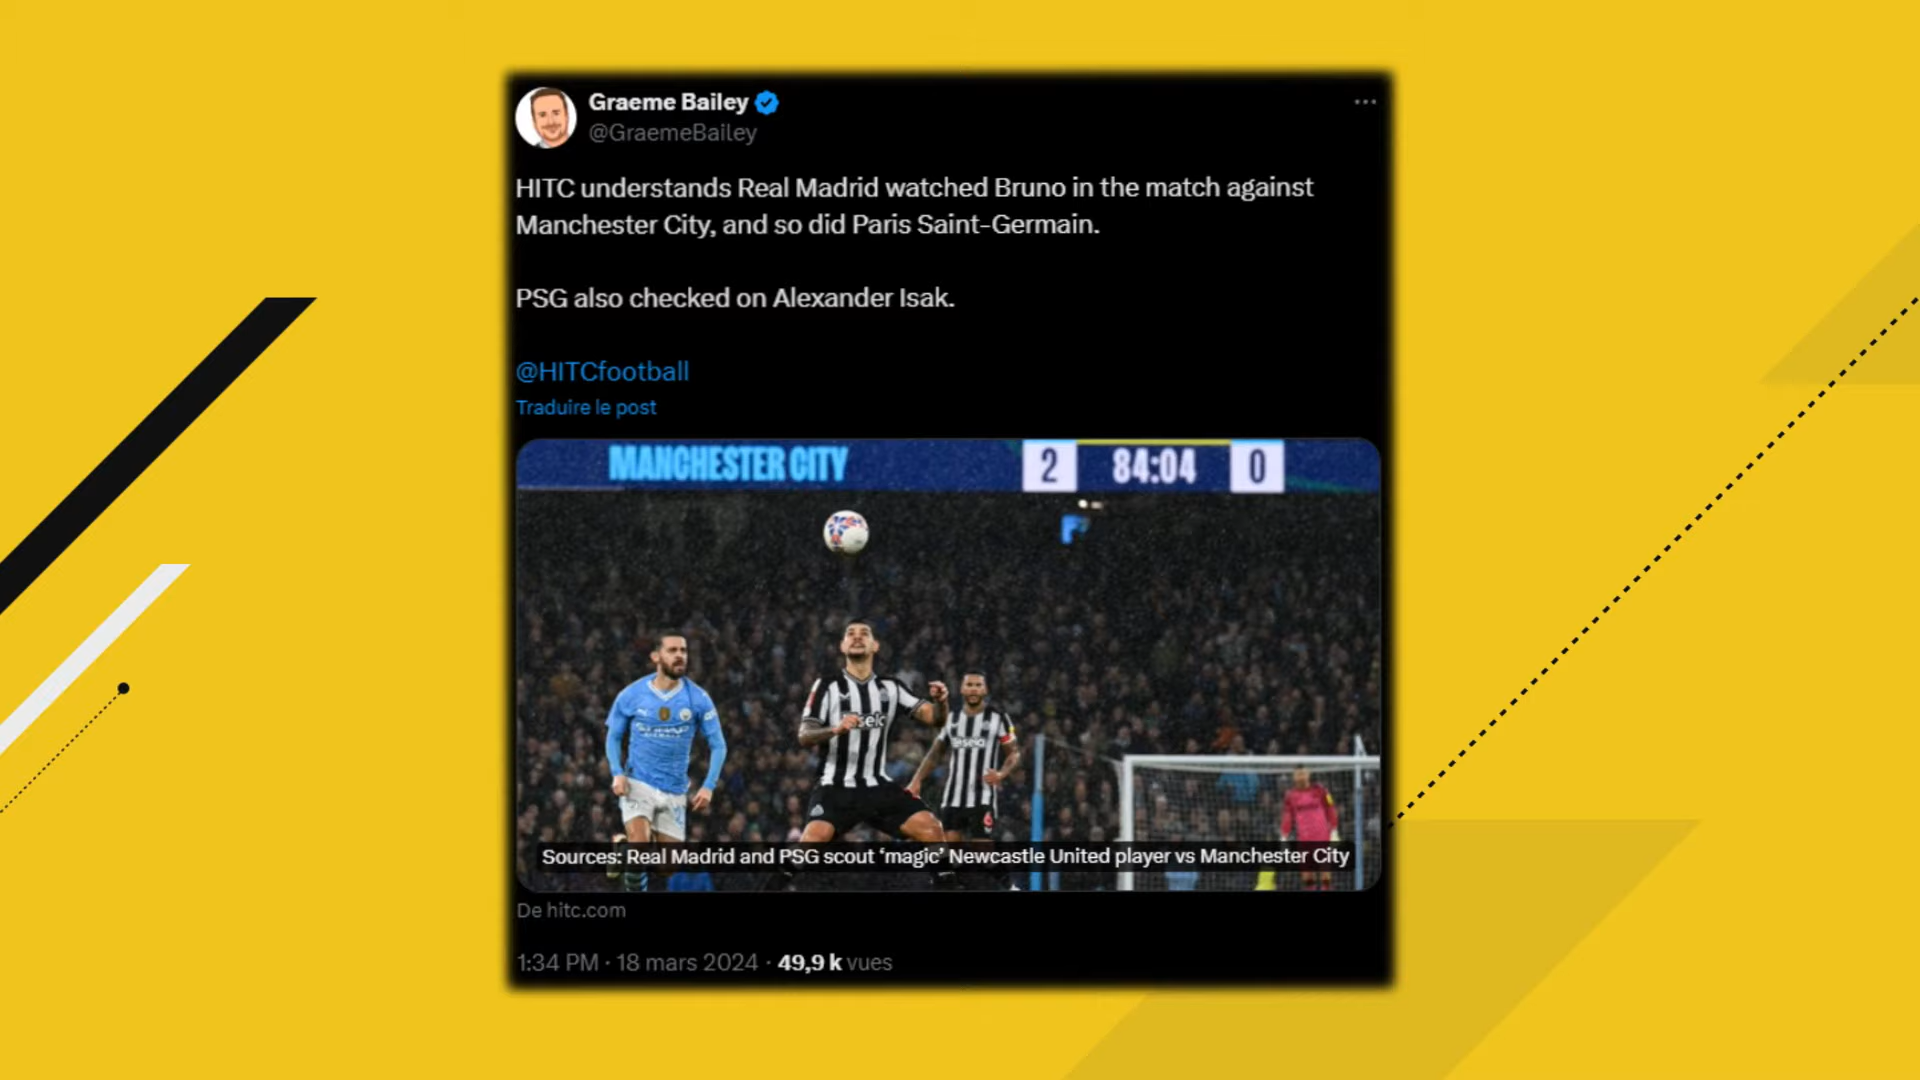 Graeme Bailey
@GraemeBailey
HITC understands Real Madrid watched Bruno in the match against
Manchester City, and so did Paris Saint-Germain.
PSG also checked on Alexander Isak.
@HITCfootball
Traduire le post
MANCHESTER CITY 2 84:04 0
sela
sela
Sources: Real Madrid and PSG scout ‘magic’ Newcastle United player vs Manchester City
De hitc.com
1:34 PM · 18 mars 2024 · 49,9 k vues